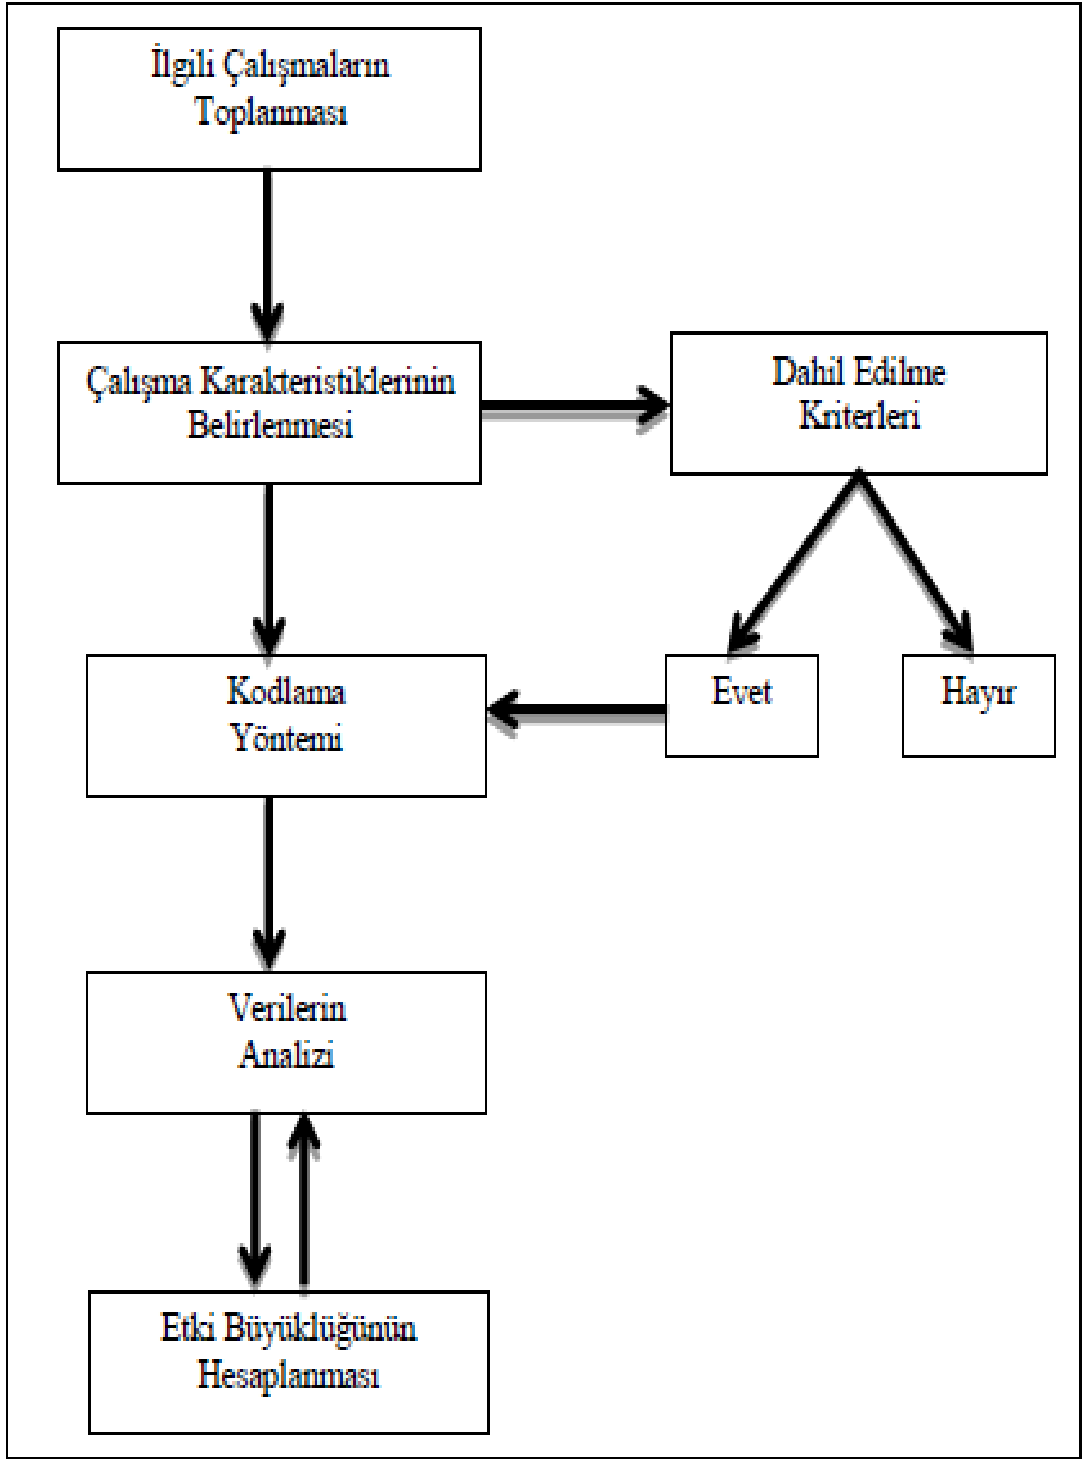 İlgili Çalışmaların
Toplanması
Çalışma Karakteristiklerinin
Belirlenmesi
Dahil Edilme
Kriterleri
Kodlama
Yöntemi
Evet
Hayır
Verilerin
Analizi
Etki Büyüklüğünün
Hesaplanması